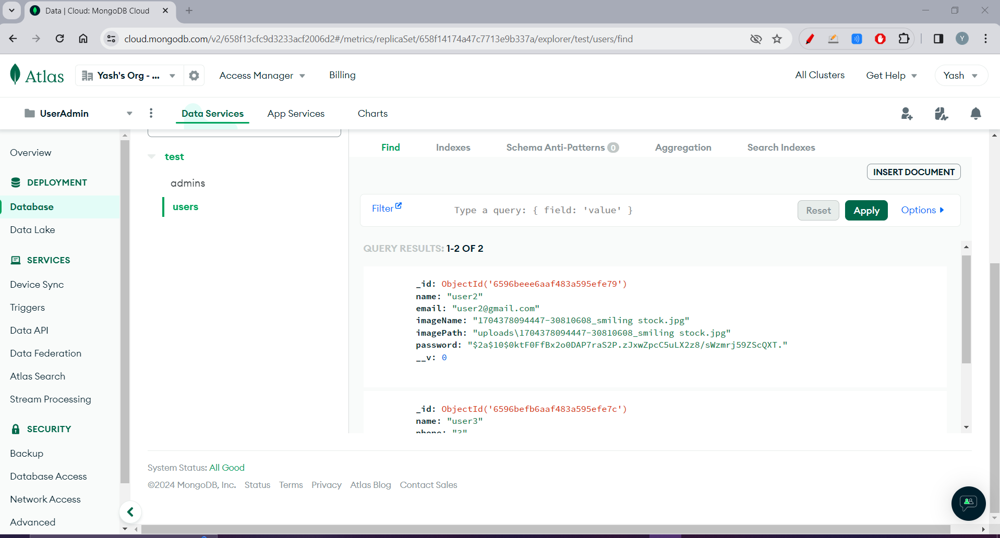 Data | Cloud: MongoDB Cloud
cloud.mongodb.com/v2/658f13cfc9d3233acf2006d2#/metrics/replicaSet/658f14174a47c7713e9b337a/explorer/test/users/find
Y
Atlas
Yash's Org - ...
Access Manager
Billing
All Clusters
Get Help
Yash
UserAdmin
Data Services
App Services
Charts
Overview
DEPLOYMENT
Database
Data Lake
SERVICES
Device Sync
Triggers
Data API
Data Federation
Atlas Search
Stream Processing
SECURITY
Backup
Database Access
Network Access
Advanced
test
admins
users
Find
Indexes
Schema Anti-Patterns 0
Aggregation
Search Indexes
INSERT DOCUMENT
Filter
Type a query: { field: 'value' }
Reset
Apply
Options
QUERY RESULTS: 1-2 OF 2
_id: ObjectId('6596beee6aaf483a595efe79')
name: "user2"
email: "user2@gmail.com"
imageName: "1704378094447-30810608_smiling stock.jpg"
imagePath: "uploads\1704378094447-30810608_smiling stock.jpg"
password: "$2a$10$0ktF0FfBx2o0DAP7raS2P.zJxwZpcC5uLX2z8/sWzmrj59ZScQXT."
__v: 0
_id: ObjectId('6596befb6aaf483a595efe7c')
name: "user3"
phone: "3"
System Status: All Good
©2024 MongoDB, Inc.
Status
Terms
Privacy
Atlas Blog
Contact Sales